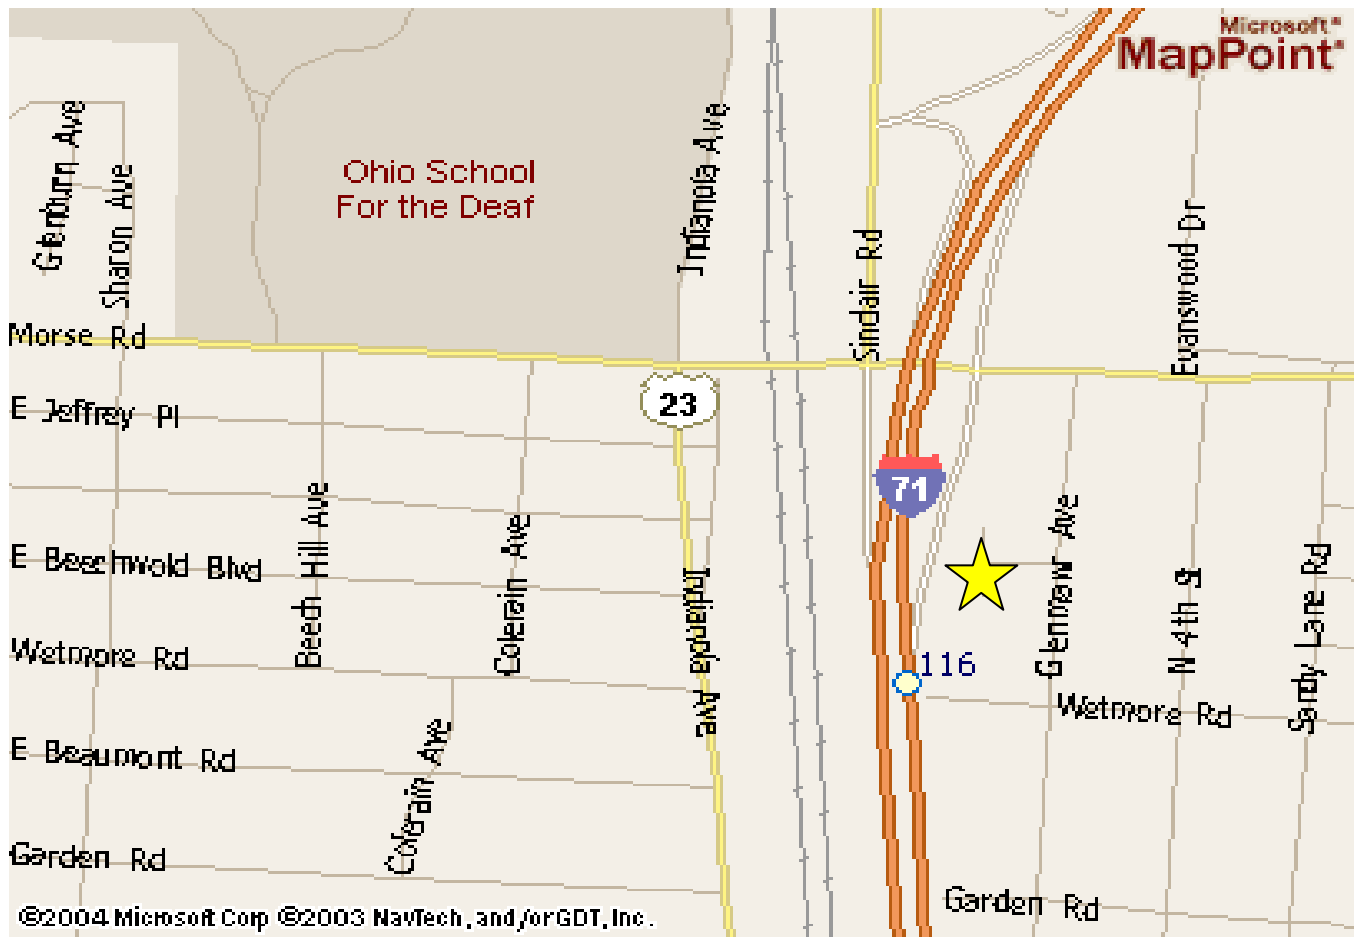 Microsoft®
MapPoint®
Glenburn Ave
Sharon Ave
Ohio School
For the Deaf
Indianola Ave
Sinclair Rd
Evanswood Dr
Morse Rd
E Jeffrey Pl
23
71
Beech Hill Ave
Colerain Ave
E Beechwold Blvd
Indianola Ave
Glenmawr Ave
N 4th St
Sandy Lane Rd
Wetmore Rd
116
Wetmore Rd
Colerain Ave
E Beaumont Rd
Garden Rd
Garden Rd
©2004 Microsoft Corp ©2003 NavTech, and/or GDT, Inc.